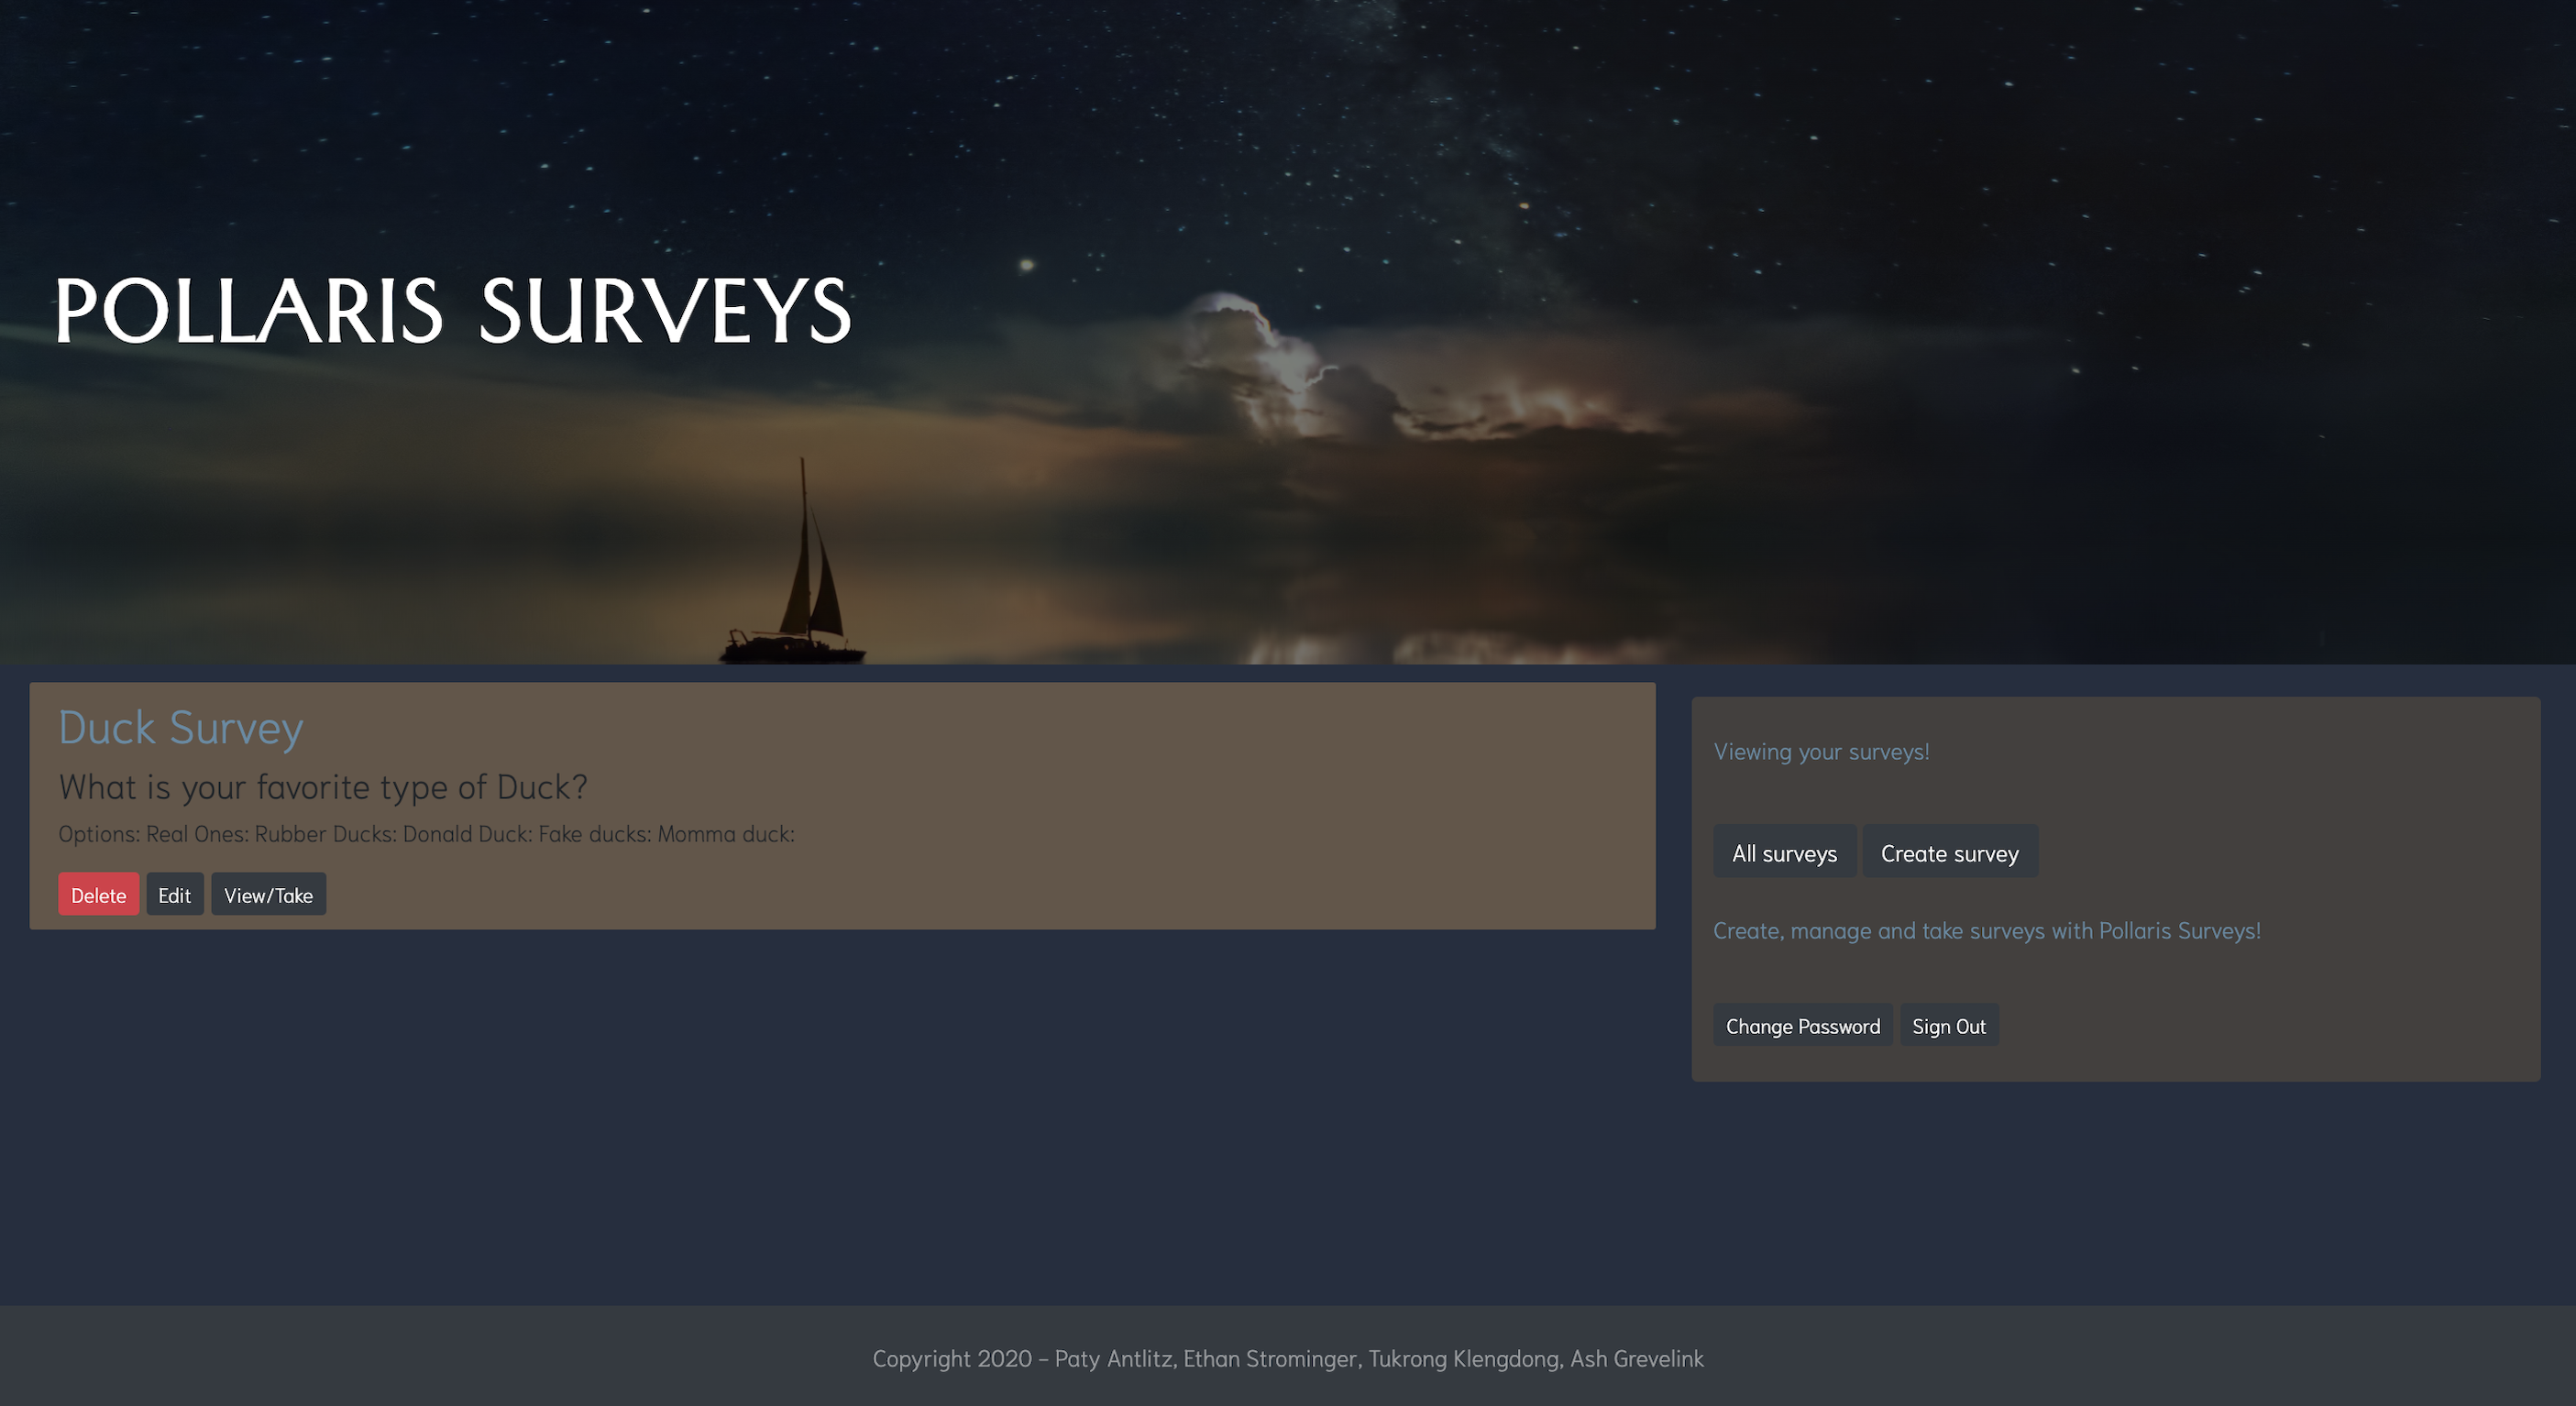 POLLARIS SURVEYS
Duck Survey
What is your favorite type of Duck?
Options: Real Ones: Rubber Ducks: Donald Duck: Fake ducks: Momma duck:
Delete Edit View/Take
Viewing your surveys!
All surveys Create survey
Create, manage and take surveys with Pollaris Surveys!
Change Password Sign Out
Copyright 2020 - Paty Antlitz, Ethan Strominger, Tukrong Klengdong, Ash Grevelink